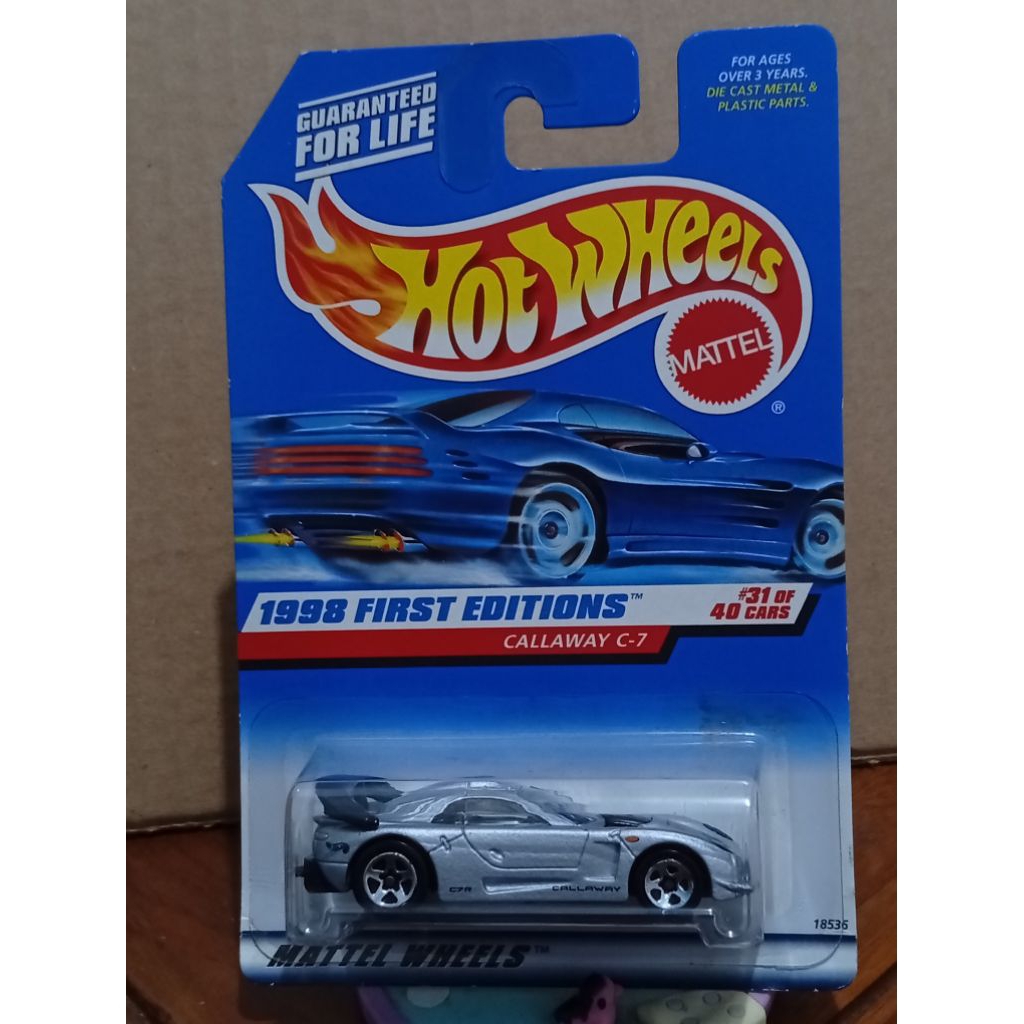 GUARANTEED
FOR LIFE
FOR AGES
OVER 3 YEARS.
DIE CAST METAL &
PLASTIC PARTS.
HOT WHEELS
MATTEL
®
1998 FIRST EDITIONS™
#31 OF
40 CARS
CALLAWAY C-7
C7R
CALLAWAY
18536
MATTEL WHEELS™